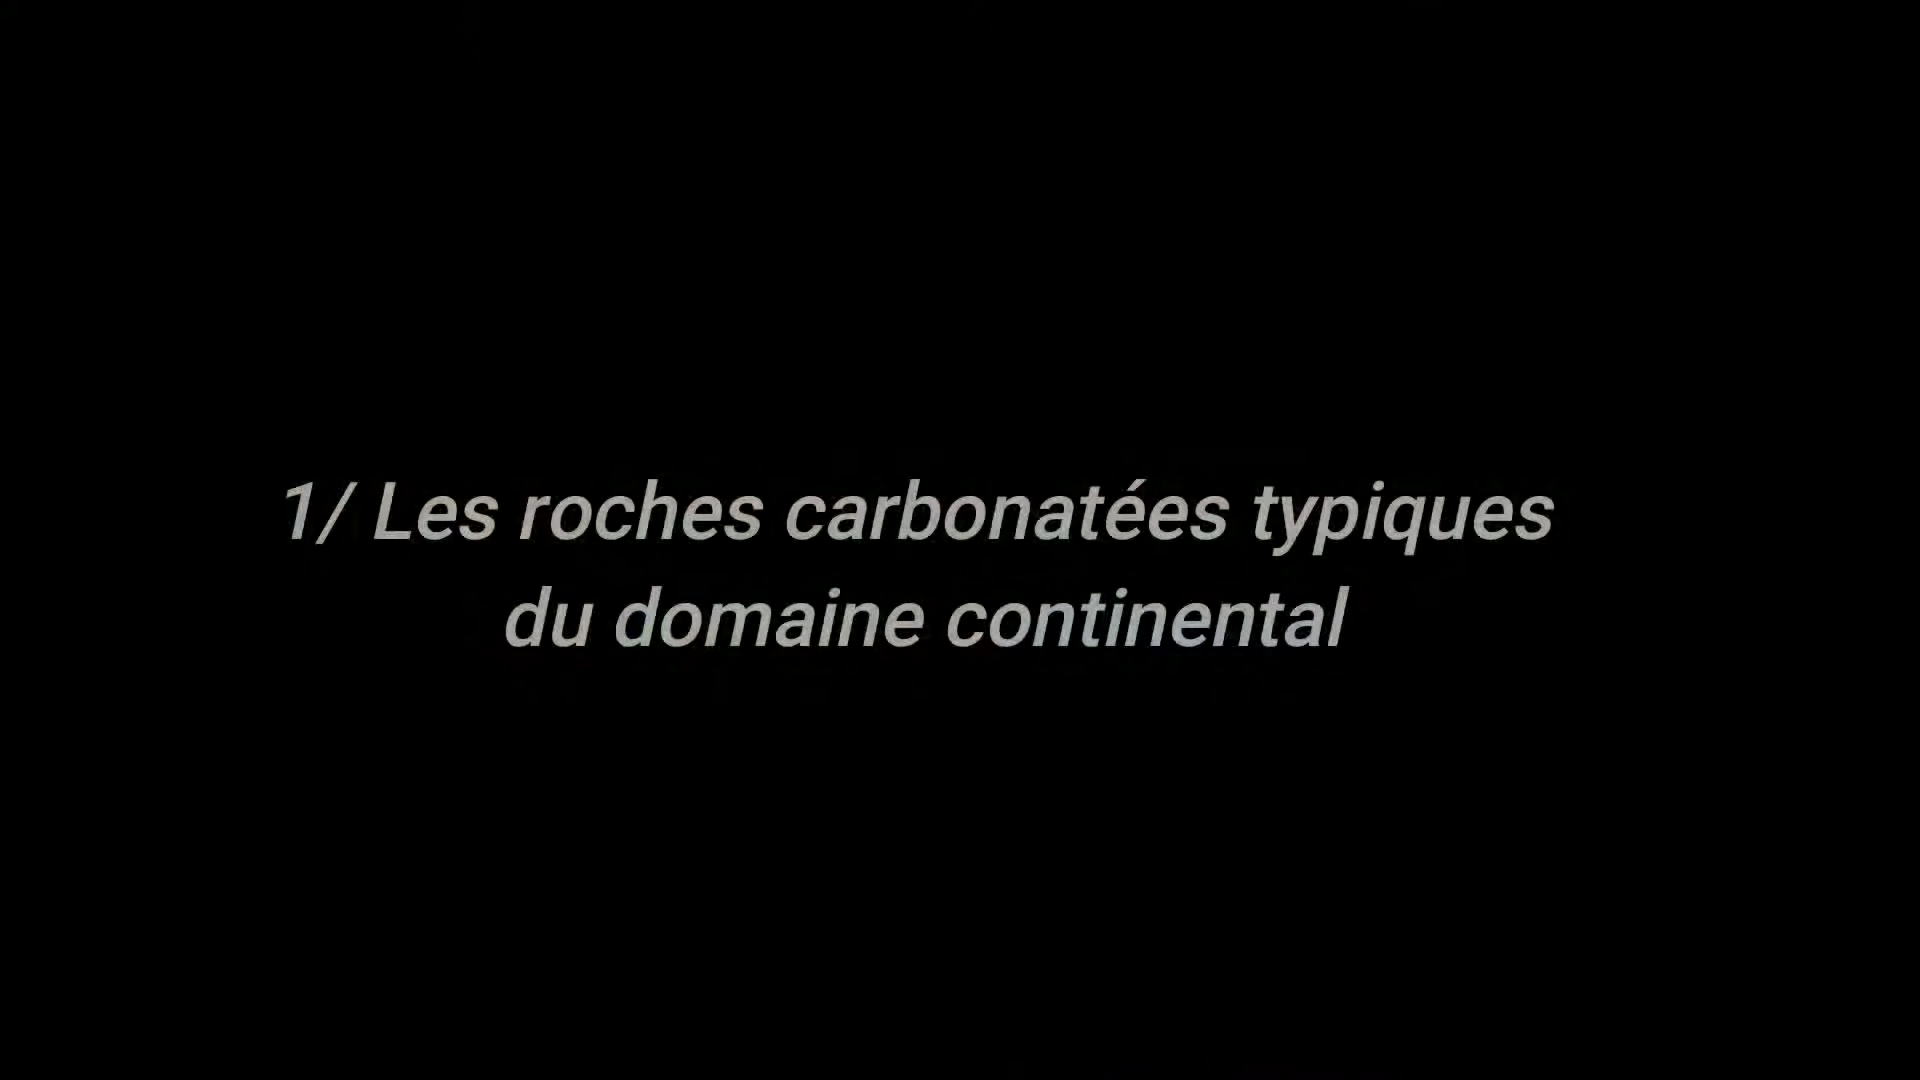 1/ Les roches carbonatées typiques
du domaine continental